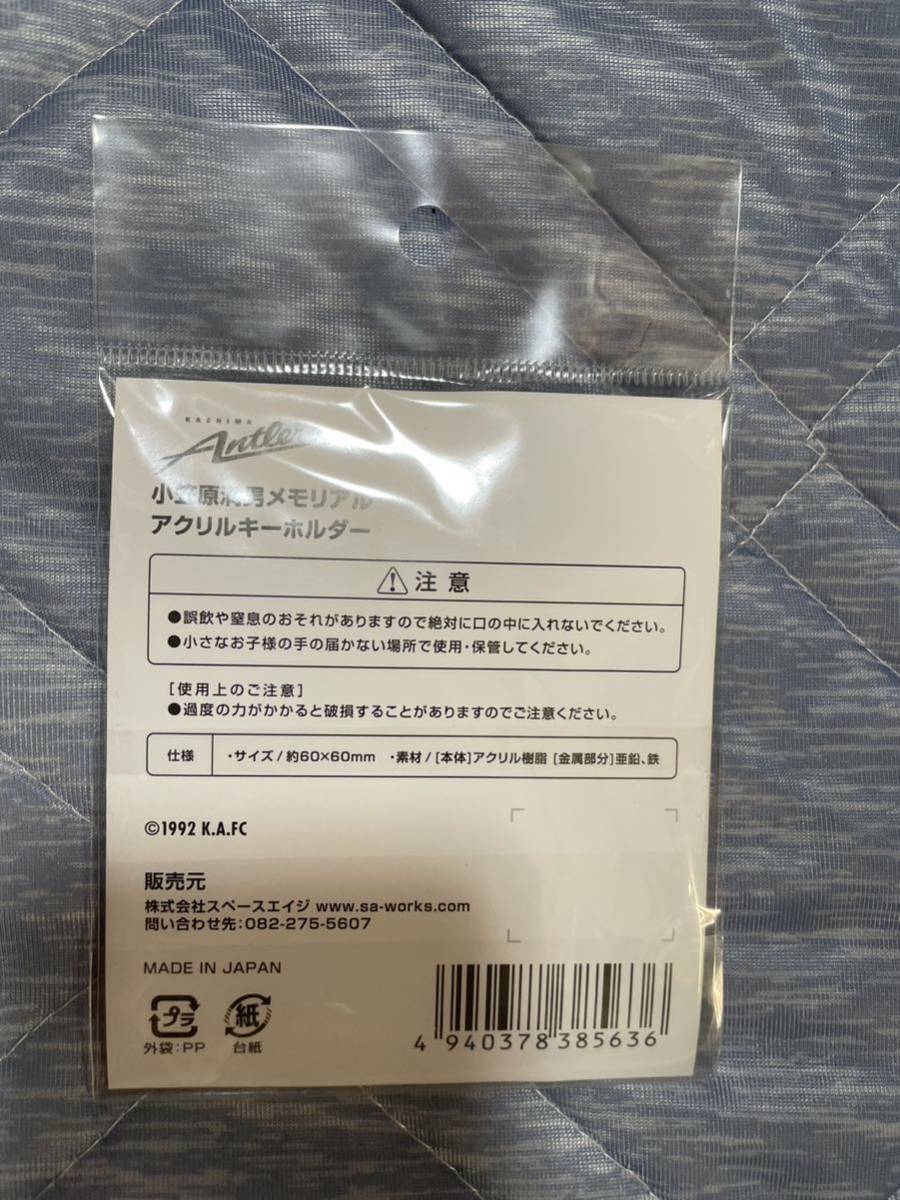 KASHIMA
Antlers
小笠原満男メモリアル
アクリルキーホルダー
注意
●誤飲や窒息のおそれがありますので絶対に口の中に入れないでください。
●小さなお子様の手の届かない場所で使用・保管してください。
[使用上のご注意]
●過度の力がかかると破損することがありますのでご注意ください。
仕様 ・サイズ/約60×60mm ・素材/[本体]アクリル樹脂 [金属部分]亜鉛、鉄
©1992 K.A.FC
販売元
株式会社スペースエイジ www.sa-works.com
問い合わせ先:082-275-5607
MADE IN JAPAN
プラ 紙
外袋:PP 台紙
4 940378 385636